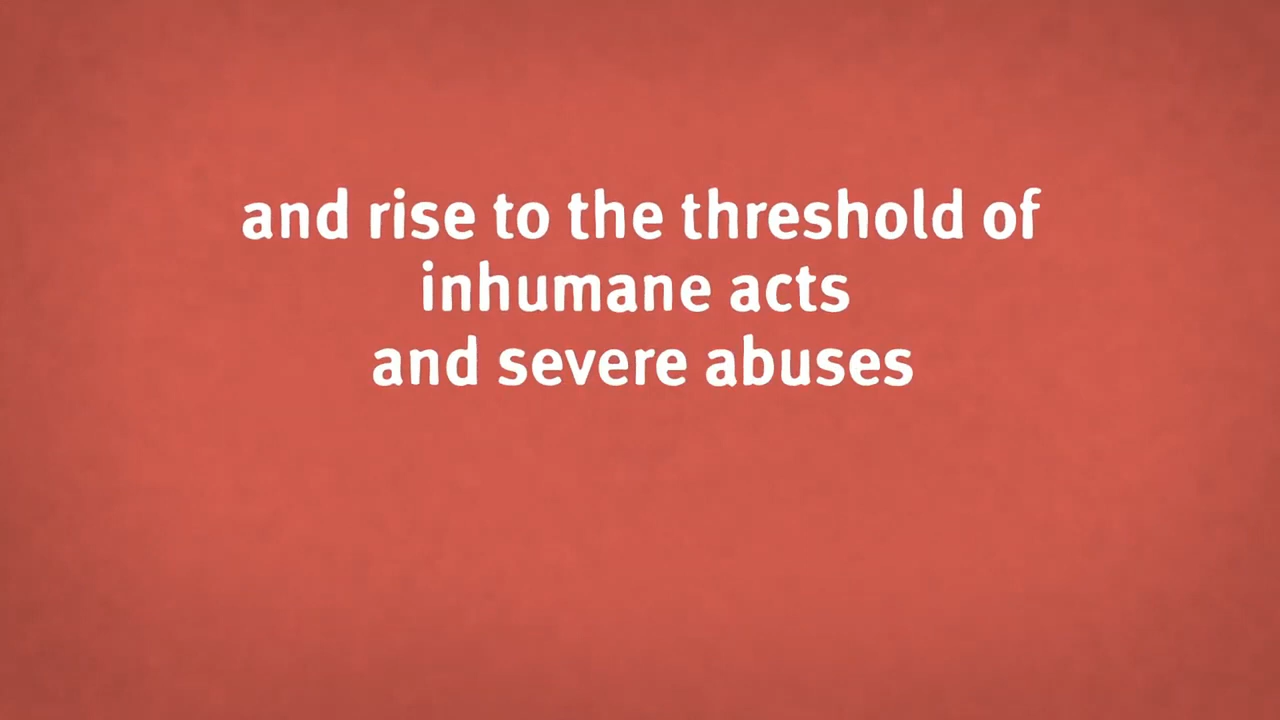 and rise to the threshold of
inhumane acts
and severe abuses